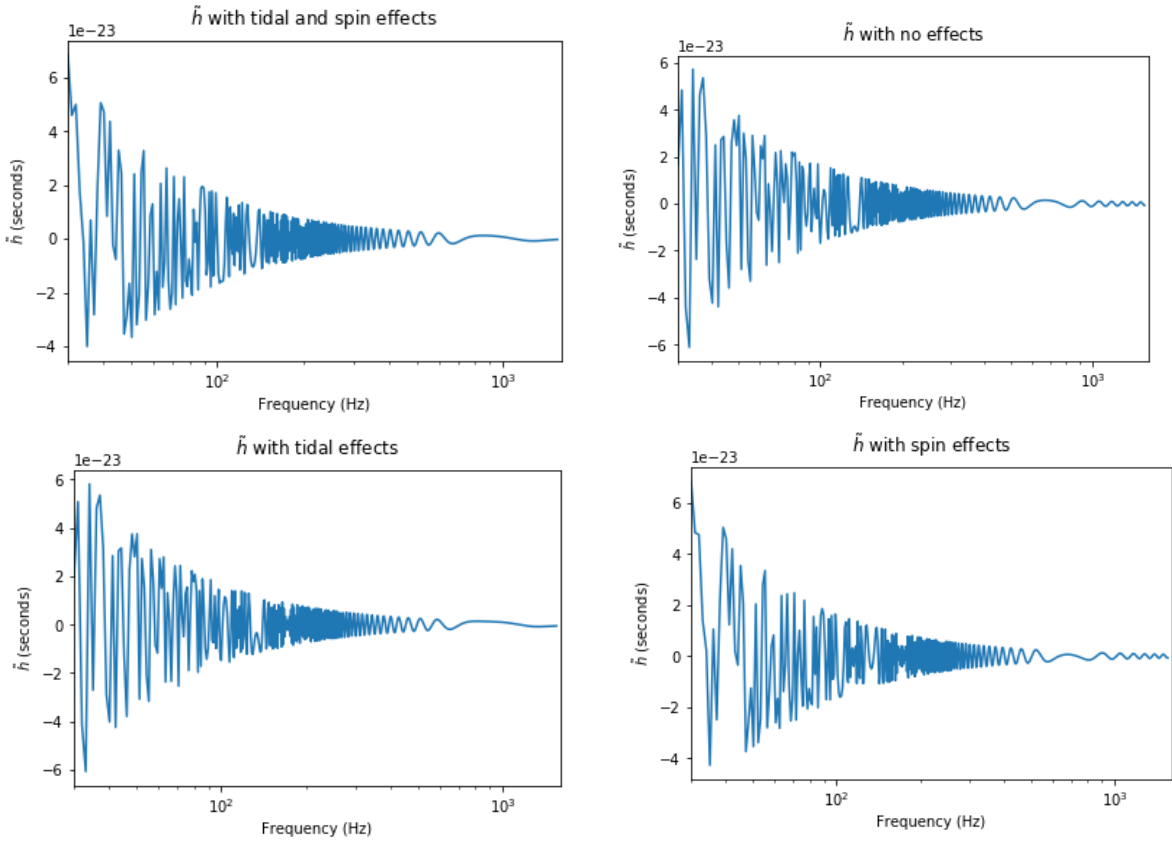 h̃ with tidal and spin effects
1e−23
6
4
2
0
−2
−4
h̃ (seconds)
10²
10³
Frequency (Hz)
h̃ with no effects
1e−23
6
4
2
0
−2
−4
−6
h̃ (seconds)
10²
10³
Frequency (Hz)
h̃ with tidal effects
1e−23
6
4
2
0
−2
−4
−6
h̃ (seconds)
10²
10³
Frequency (Hz)
h̃ with spin effects
1e−23
6
4
2
0
−2
−4
h̃ (seconds)
10²
10³
Frequency (Hz)